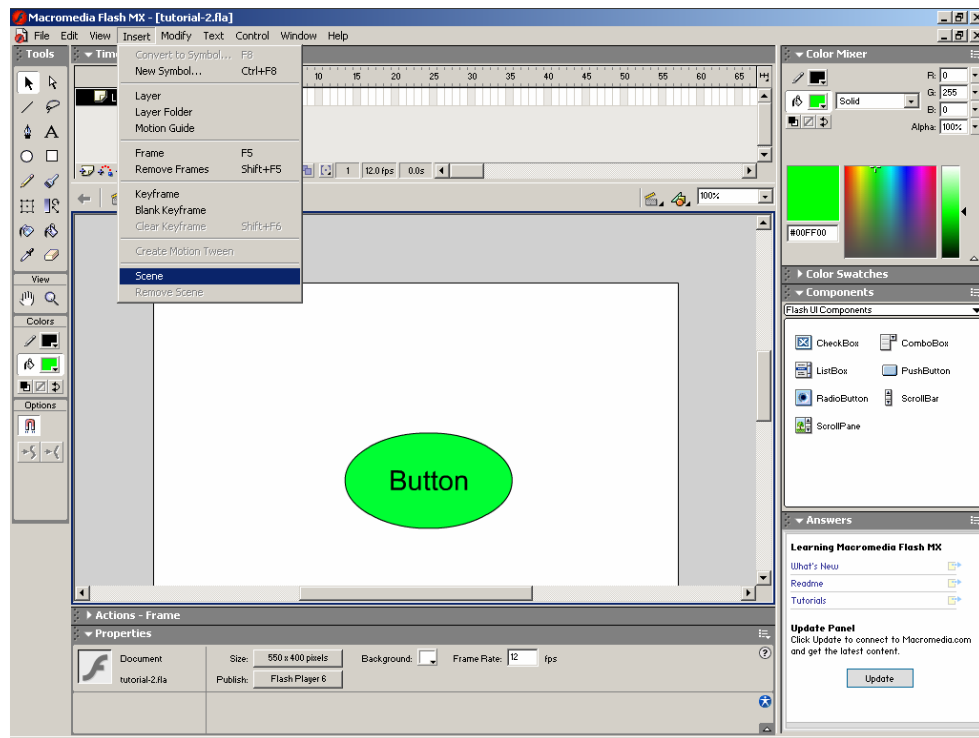 Macromedia Flash MX - [tutorial-2.fla]
File Edit View Insert Modify Text Control Window Help
Tools
Convert to Symbol... F8
New Symbol... Ctrl+F8
Layer
Layer Folder
Motion Guide
Frame F5
Remove Frames Shift+F5
Keyframe
Blank Keyframe
Clear Keyframe Shift+F6
Create Motion Tween
Scene
Remove Scene
10 15 20 25 30 35 40 45 50 55 60 65
1 12.0 fps 0.0s
100%
View
Colors
Options
Button
Color Mixer
R: 0
G: 255
Solid
B: 0
Alpha: 100%
#00FF00
Color Swatches
Components
Flash UI Components
CheckBox ComboBox
ListBox PushButton
RadioButton ScrollBar
ScrollPane
Answers
Learning Macromedia Flash MX
What's New
Readme
Tutorials
Update Panel
Click Update to connect to Macromedia.com
and get the latest content.
Update
Actions - Frame
Properties
Document Size: 550 x 400 pixels Background: Frame Rate: 12 fps
tutorial-2.fla Publish: Flash Player 6